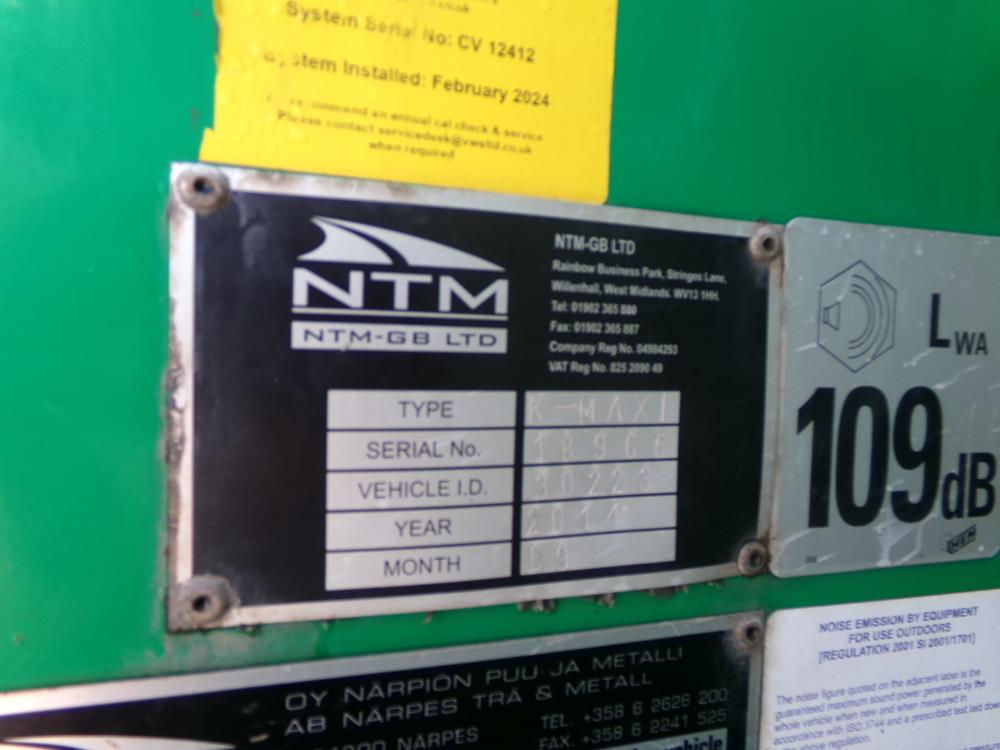 System Serial No: CV 12412
System Installed: February 2024
recommend an annual cal check & service
Please contact servicedesk@vwsltd.co.uk
when required
NTM
NTM-GB LTD
NTM-GB LTD
Rainbow Business Park, Stringes Lane,
Willenhall, West Midlands. WV13 1HH.
Tel: 01902 365 880
Fax: 01902 365 887
Company Reg No. 04984293
VAT Reg No. 825 2090 49
TYPE K-MAXI
SERIAL No. 18965
VEHICLE I.D. 30223
YEAR 2014
MONTH 09
LWA
109dB
OY NÄRPIÖN PUU JA METALLI
AB NÄRPES TRÄ & METALL
NÄRPES
TEL. +358 6 2626 200
FAX. +358 6 2241 525
NOISE EMISSION BY EQUIPMENT
FOR USE OUTDOORS
[REGULATION 2001 SI 2001/1701]
The noise figure quoted on the adjacent label is the
guaranteed maximum sound power generated by the
whole vehicle when new and when measured in
accordance with ISO 3744 and a prescribed test laid down
above regulation.